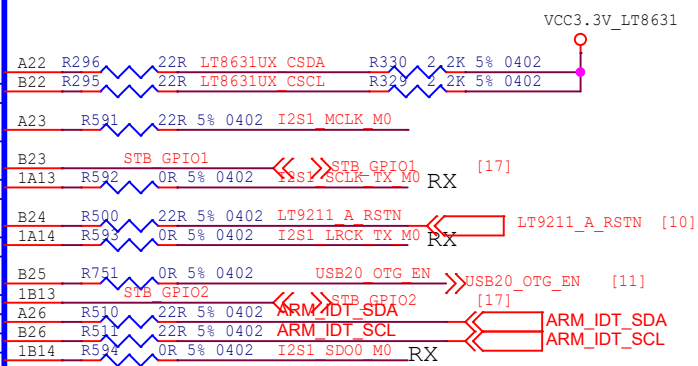 VCC3.3V_LT8631
A22 R296 22R LT8631UX_CSDA R330 2.2K 5% 0402
B22 R295 22R LT8631UX_CSCL R329 2.2K 5% 0402
A23 R591 22R 5% 0402 I2S1_MCLK_M0
B23 STB_GPIO1 STB_GPIO1 [17]
1A13 R592 0R 5% 0402 I2S1_SCLK_TX_M0 RX
B24 R500 22R 5% 0402 LT9211_A_RSTN LT9211_A_RSTN [10]
1A14 R593 0R 5% 0402 I2S1_LRCK_TX_M0 RX
B25 R751 0R 5% 0402 USB20_OTG_EN USB20_OTG_EN [11]
1B13 STB_GPIO2 STB_GPIO2 [17]
A26 R510 22R 5% 0402 ARM_IDT_SDA ARM_IDT_SDA
B26 R511 22R 5% 0402 ARM_IDT_SCL ARM_IDT_SCL
1B14 R594 0R 5% 0402 I2S1_SDO0_M0 RX